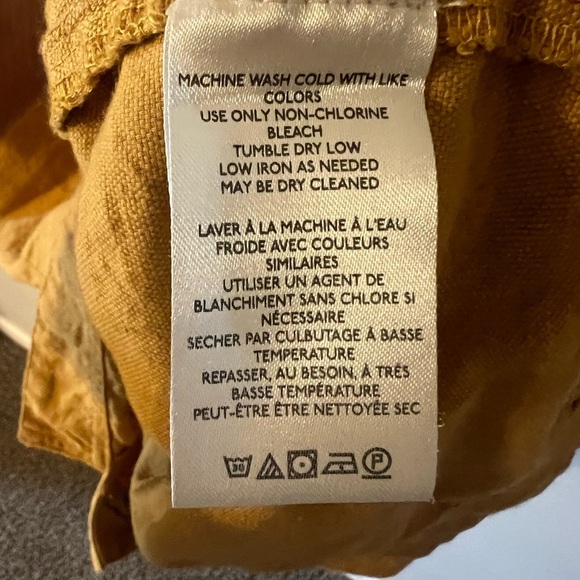 MACHINE WASH COLD WITH LIKE
COLORS
USE ONLY NON-CHLORINE
BLEACH
TUMBLE DRY LOW
LOW IRON AS NEEDED
MAY BE DRY CLEANED
LAVER À LA MACHINE À L'EAU
FROIDE AVEC COULEURS
SIMILAIRES
UTILISER UN AGENT DE
BLANCHIMENT SANS CHLORE SI
NÉCESSAIRE
SECHER PAR CULBUTAGE À BASSE
TEMPERATURE
REPASSER, AU BESOIN, À TRÈS
BASSE TEMPÉRATURE
PEUT-ÊTRE ÊTRE NETTOYÉE SEC
30 P